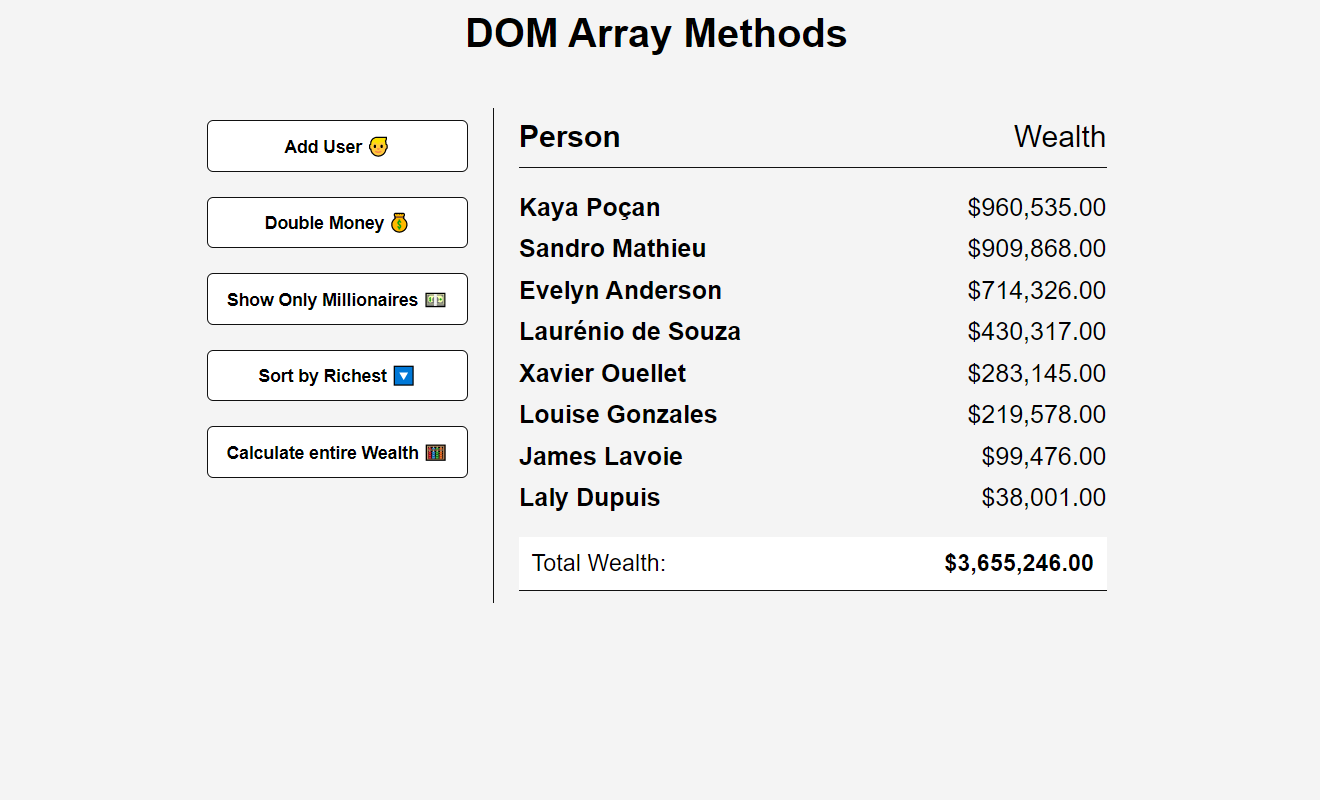 DOM Array Methods
Add User
Double Money
Show Only Millionaires
Sort by Richest
Calculate entire Wealth
Person Wealth
Kaya Poçan $960,535.00
Sandro Mathieu $909,868.00
Evelyn Anderson $714,326.00
Laurénio de Souza $430,317.00
Xavier Ouellet $283,145.00
Louise Gonzales $219,578.00
James Lavoie $99,476.00
Laly Dupuis $38,001.00
Total Wealth: $3,655,246.00